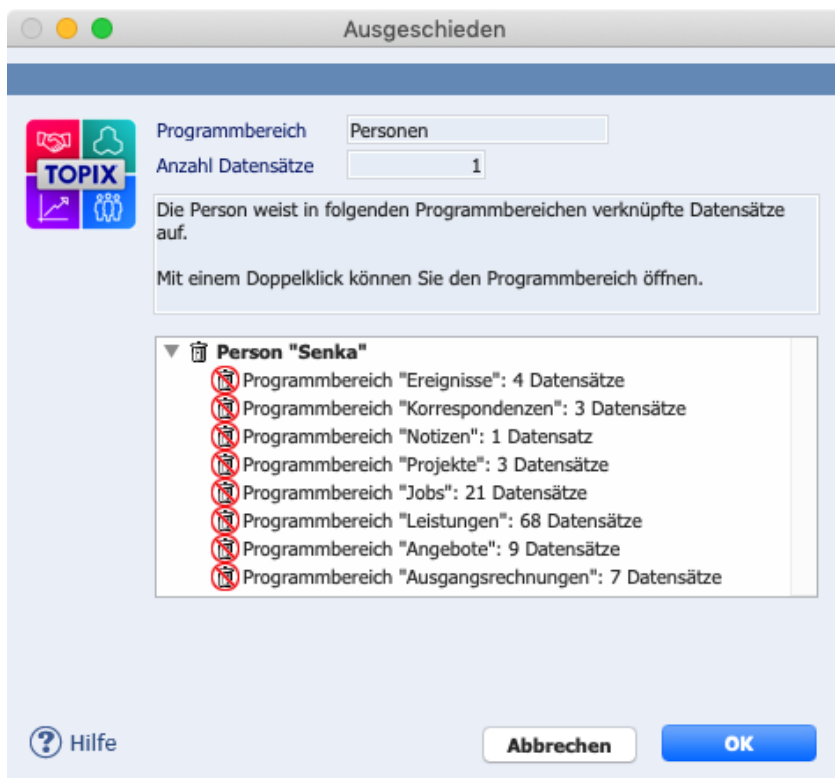 Ausgeschieden
Programmbereich Personen
Anzahl Datensätze 1
TOPIX
Die Person weist in folgenden Programmbereichen verknüpfte Datensätze
auf.
Mit einem Doppelklick können Sie den Programmbereich öffnen.
Person "Senka"
Programmbereich "Ereignisse": 4 Datensätze
Programmbereich "Korrespondenzen": 3 Datensätze
Programmbereich "Notizen": 1 Datensatz
Programmbereich "Projekte": 3 Datensätze
Programmbereich "Jobs": 21 Datensätze
Programmbereich "Leistungen": 68 Datensätze
Programmbereich "Angebote": 9 Datensätze
Programmbereich "Ausgangsrechnungen": 7 Datensätze
? Hilfe
Abbrechen
OK